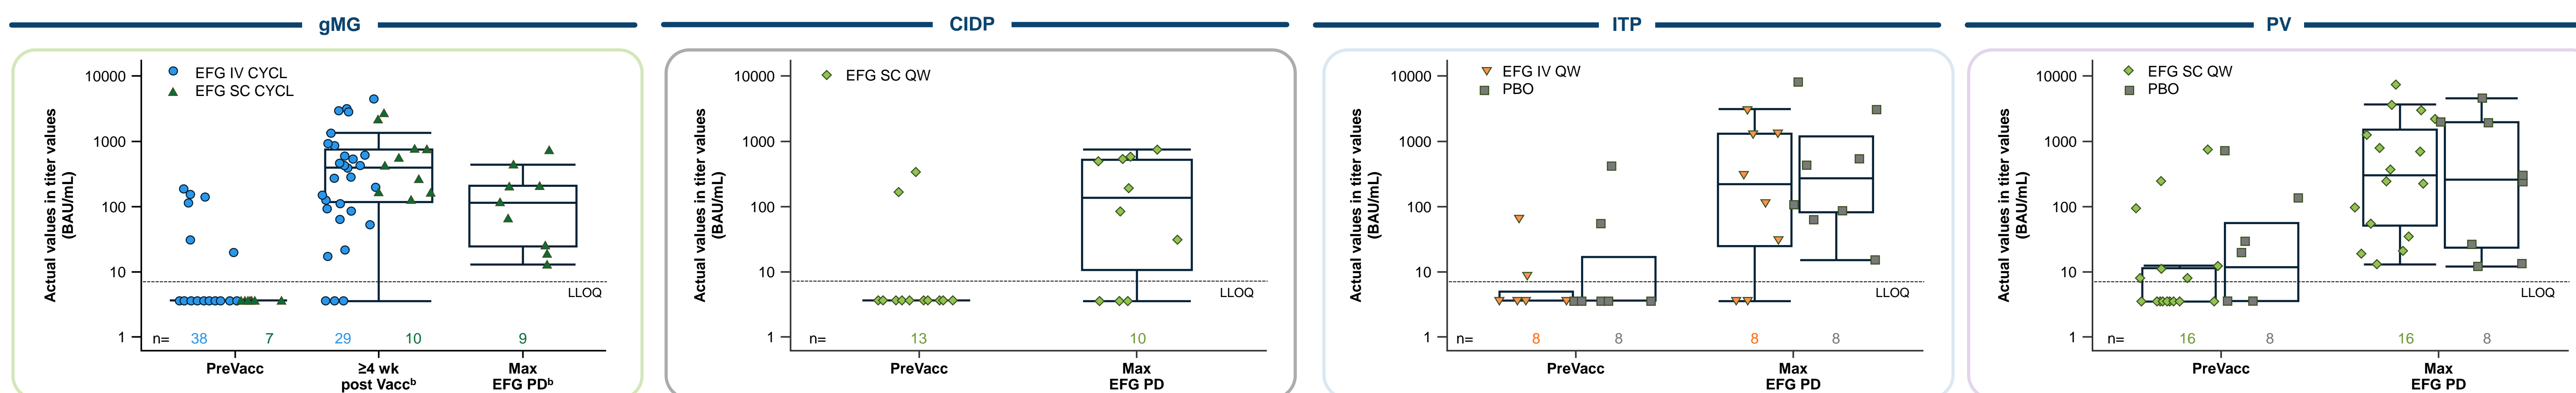 gMG
EFG IV CYCL
EFG SC CYCL
Actual values in titer values
(BAU/mL)
10000
1000
100
10
1
LLOQ
n= 38 7 29 10 9
PreVacc
≥4 wk
post Vaccᵇ
Max
EFG PDᵇ
CIDP
EFG SC QW
Actual values in titer values
(BAU/mL)
10000
1000
100
10
1
LLOQ
n= 13 10
PreVacc
Max
EFG PD
ITP
EFG IV QW
PBO
Actual values in titer values
(BAU/mL)
10000
1000
100
10
1
LLOQ
n= 8 8 8 8
PreVacc
Max
EFG PD
PV
EFG SC QW
PBO
Actual values in titer values
(BAU/mL)
10000
1000
100
10
1
LLOQ
n= 16 8 16 8
PreVacc
Max
EFG PD